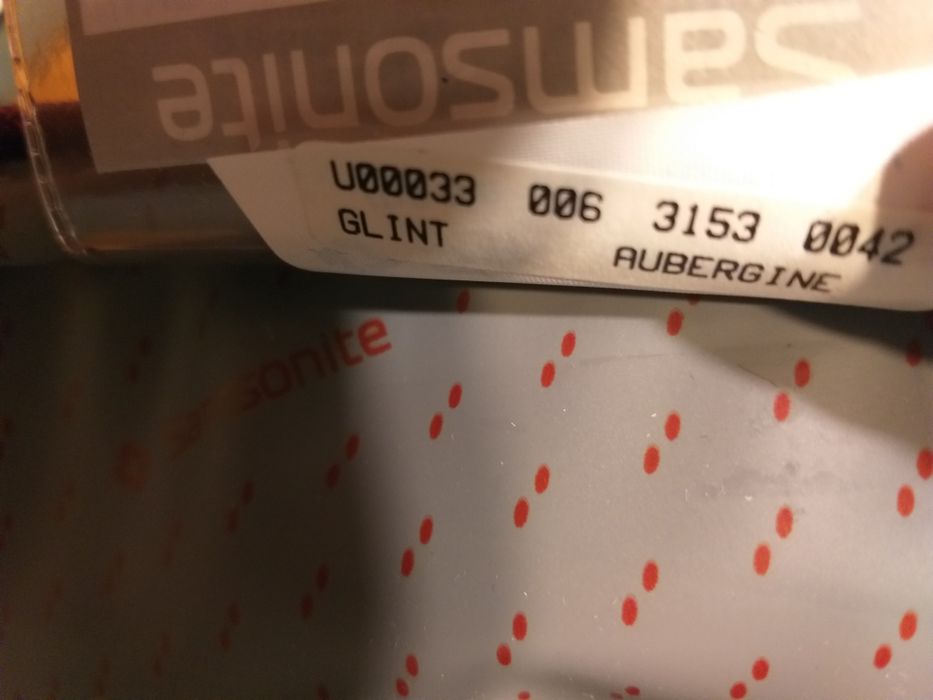 Samsonite
U00033 006 3153 0042
GLINT AUBERGINE
Samsonite